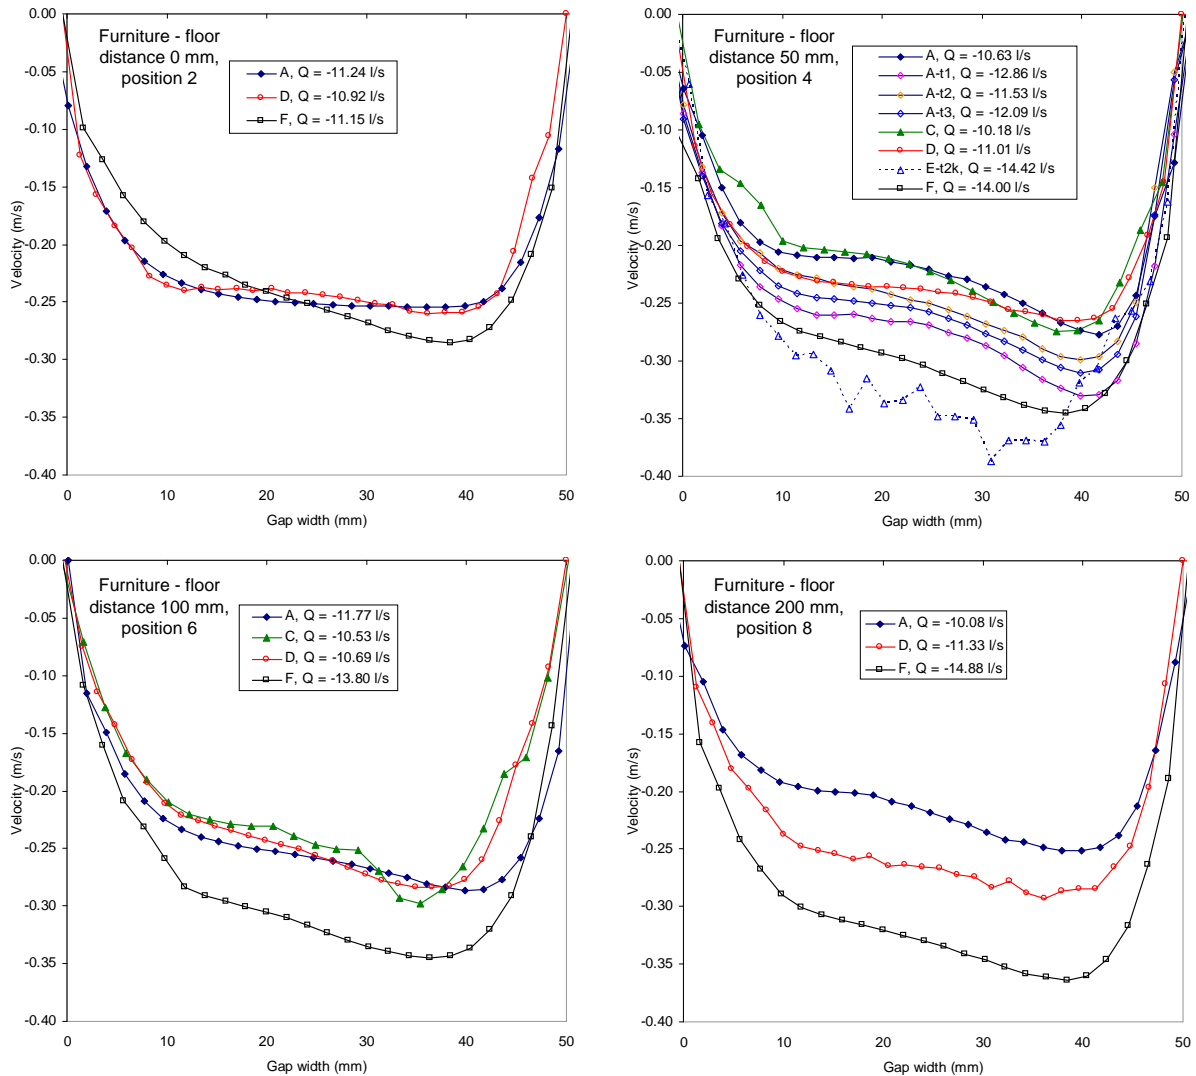 Furniture - floor
distance 0 mm,
position 2
A, Q = -11.24 l/s
D, Q = -10.92 l/s
F, Q = -11.15 l/s
0.00
-0.05
-0.10
-0.15
-0.20
-0.25
-0.30
-0.35
-0.40
Velocity (m/s)
0 10 20 30 40 50
Gap width (mm)
Furniture - floor
distance 50 mm,
position 4
A, Q = -10.63 l/s
A-t1, Q = -12.86 l/s
A-t2, Q = -11.53 l/s
A-t3, Q = -12.09 l/s
C, Q = -10.18 l/s
D, Q = -11.01 l/s
E-t2k, Q = -14.42 l/s
F, Q = -14.00 l/s
0.00
-0.05
-0.10
-0.15
-0.20
-0.25
-0.30
-0.35
-0.40
Velocity (m/s)
0 10 20 30 40 50
Gap width (mm)
Furniture - floor
distance 100 mm,
position 6
A, Q = -11.77 l/s
C, Q = -10.53 l/s
D, Q = -10.69 l/s
F, Q = -13.80 l/s
0.00
-0.05
-0.10
-0.15
-0.20
-0.25
-0.30
-0.35
-0.40
Velocity (m/s)
0 10 20 30 40 50
Gap width (mm)
Furniture - floor
distance 200 mm,
position 8
A, Q = -10.08 l/s
D, Q = -11.33 l/s
F, Q = -14.88 l/s
0.00
-0.05
-0.10
-0.15
-0.20
-0.25
-0.30
-0.35
-0.40
Velocity (m/s)
0 10 20 30 40 50
Gap width (mm)